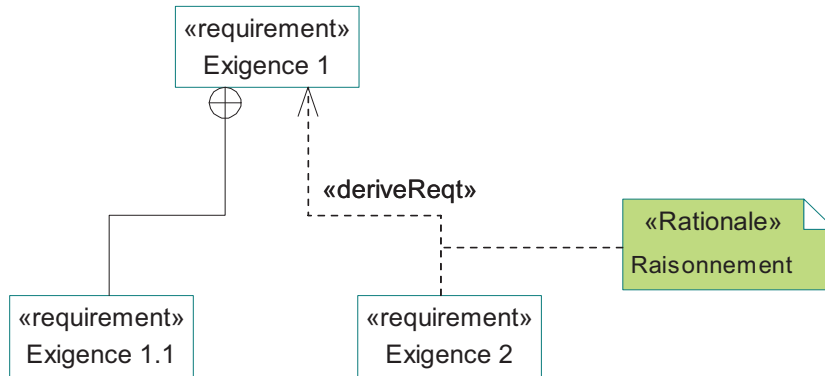 «requirement»
Exigence 1
«deriveReqt»
«Rationale»
Raisonnement
«requirement»
Exigence 1.1
«requirement»
Exigence 2